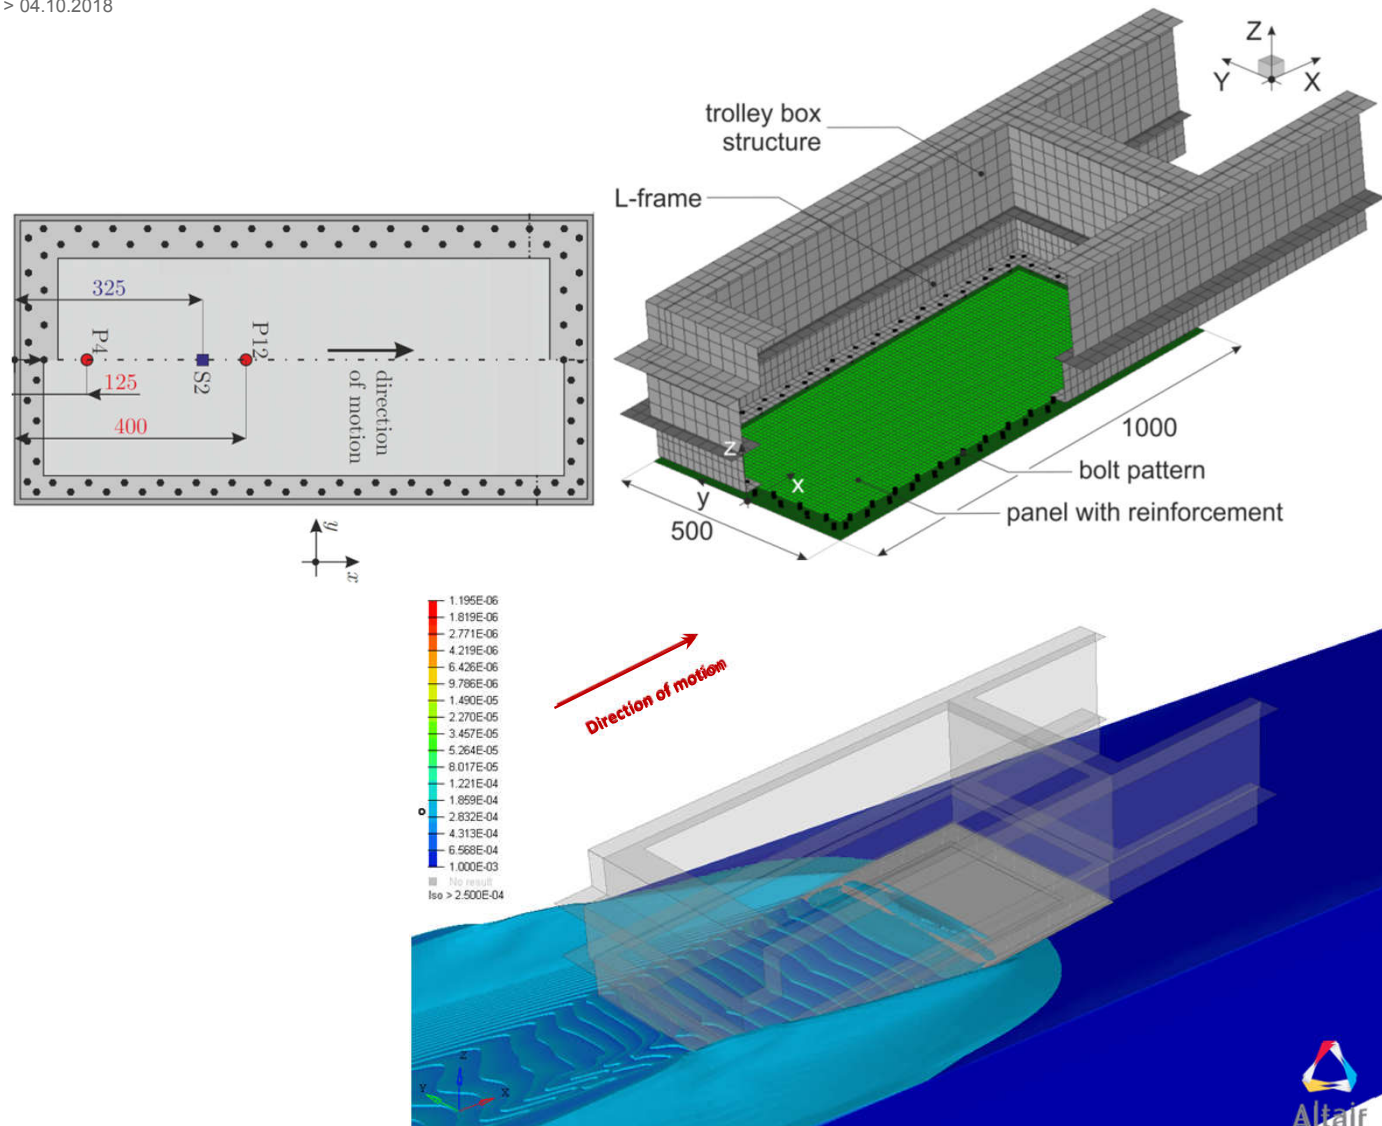 > 04.10.2018
trolley box
structure
L-frame
Z
Y
X
325
P4
P12
S2
125
400
direction
of motion
y
x
z
x
y
500
1000
bolt pattern
panel with reinforcement
1.195E-06
1.819E-06
2.771E-06
4.219E-06
6.426E-06
9.786E-06
1.490E-05
2.270E-05
3.457E-05
5.264E-05
8.017E-05
1.221E-04
1.859E-04
2.832E-04
4.313E-04
6.568E-04
1.000E-03
No result
Iso > 2.500E-04
Direction of motion
Z
Y
X
Altair